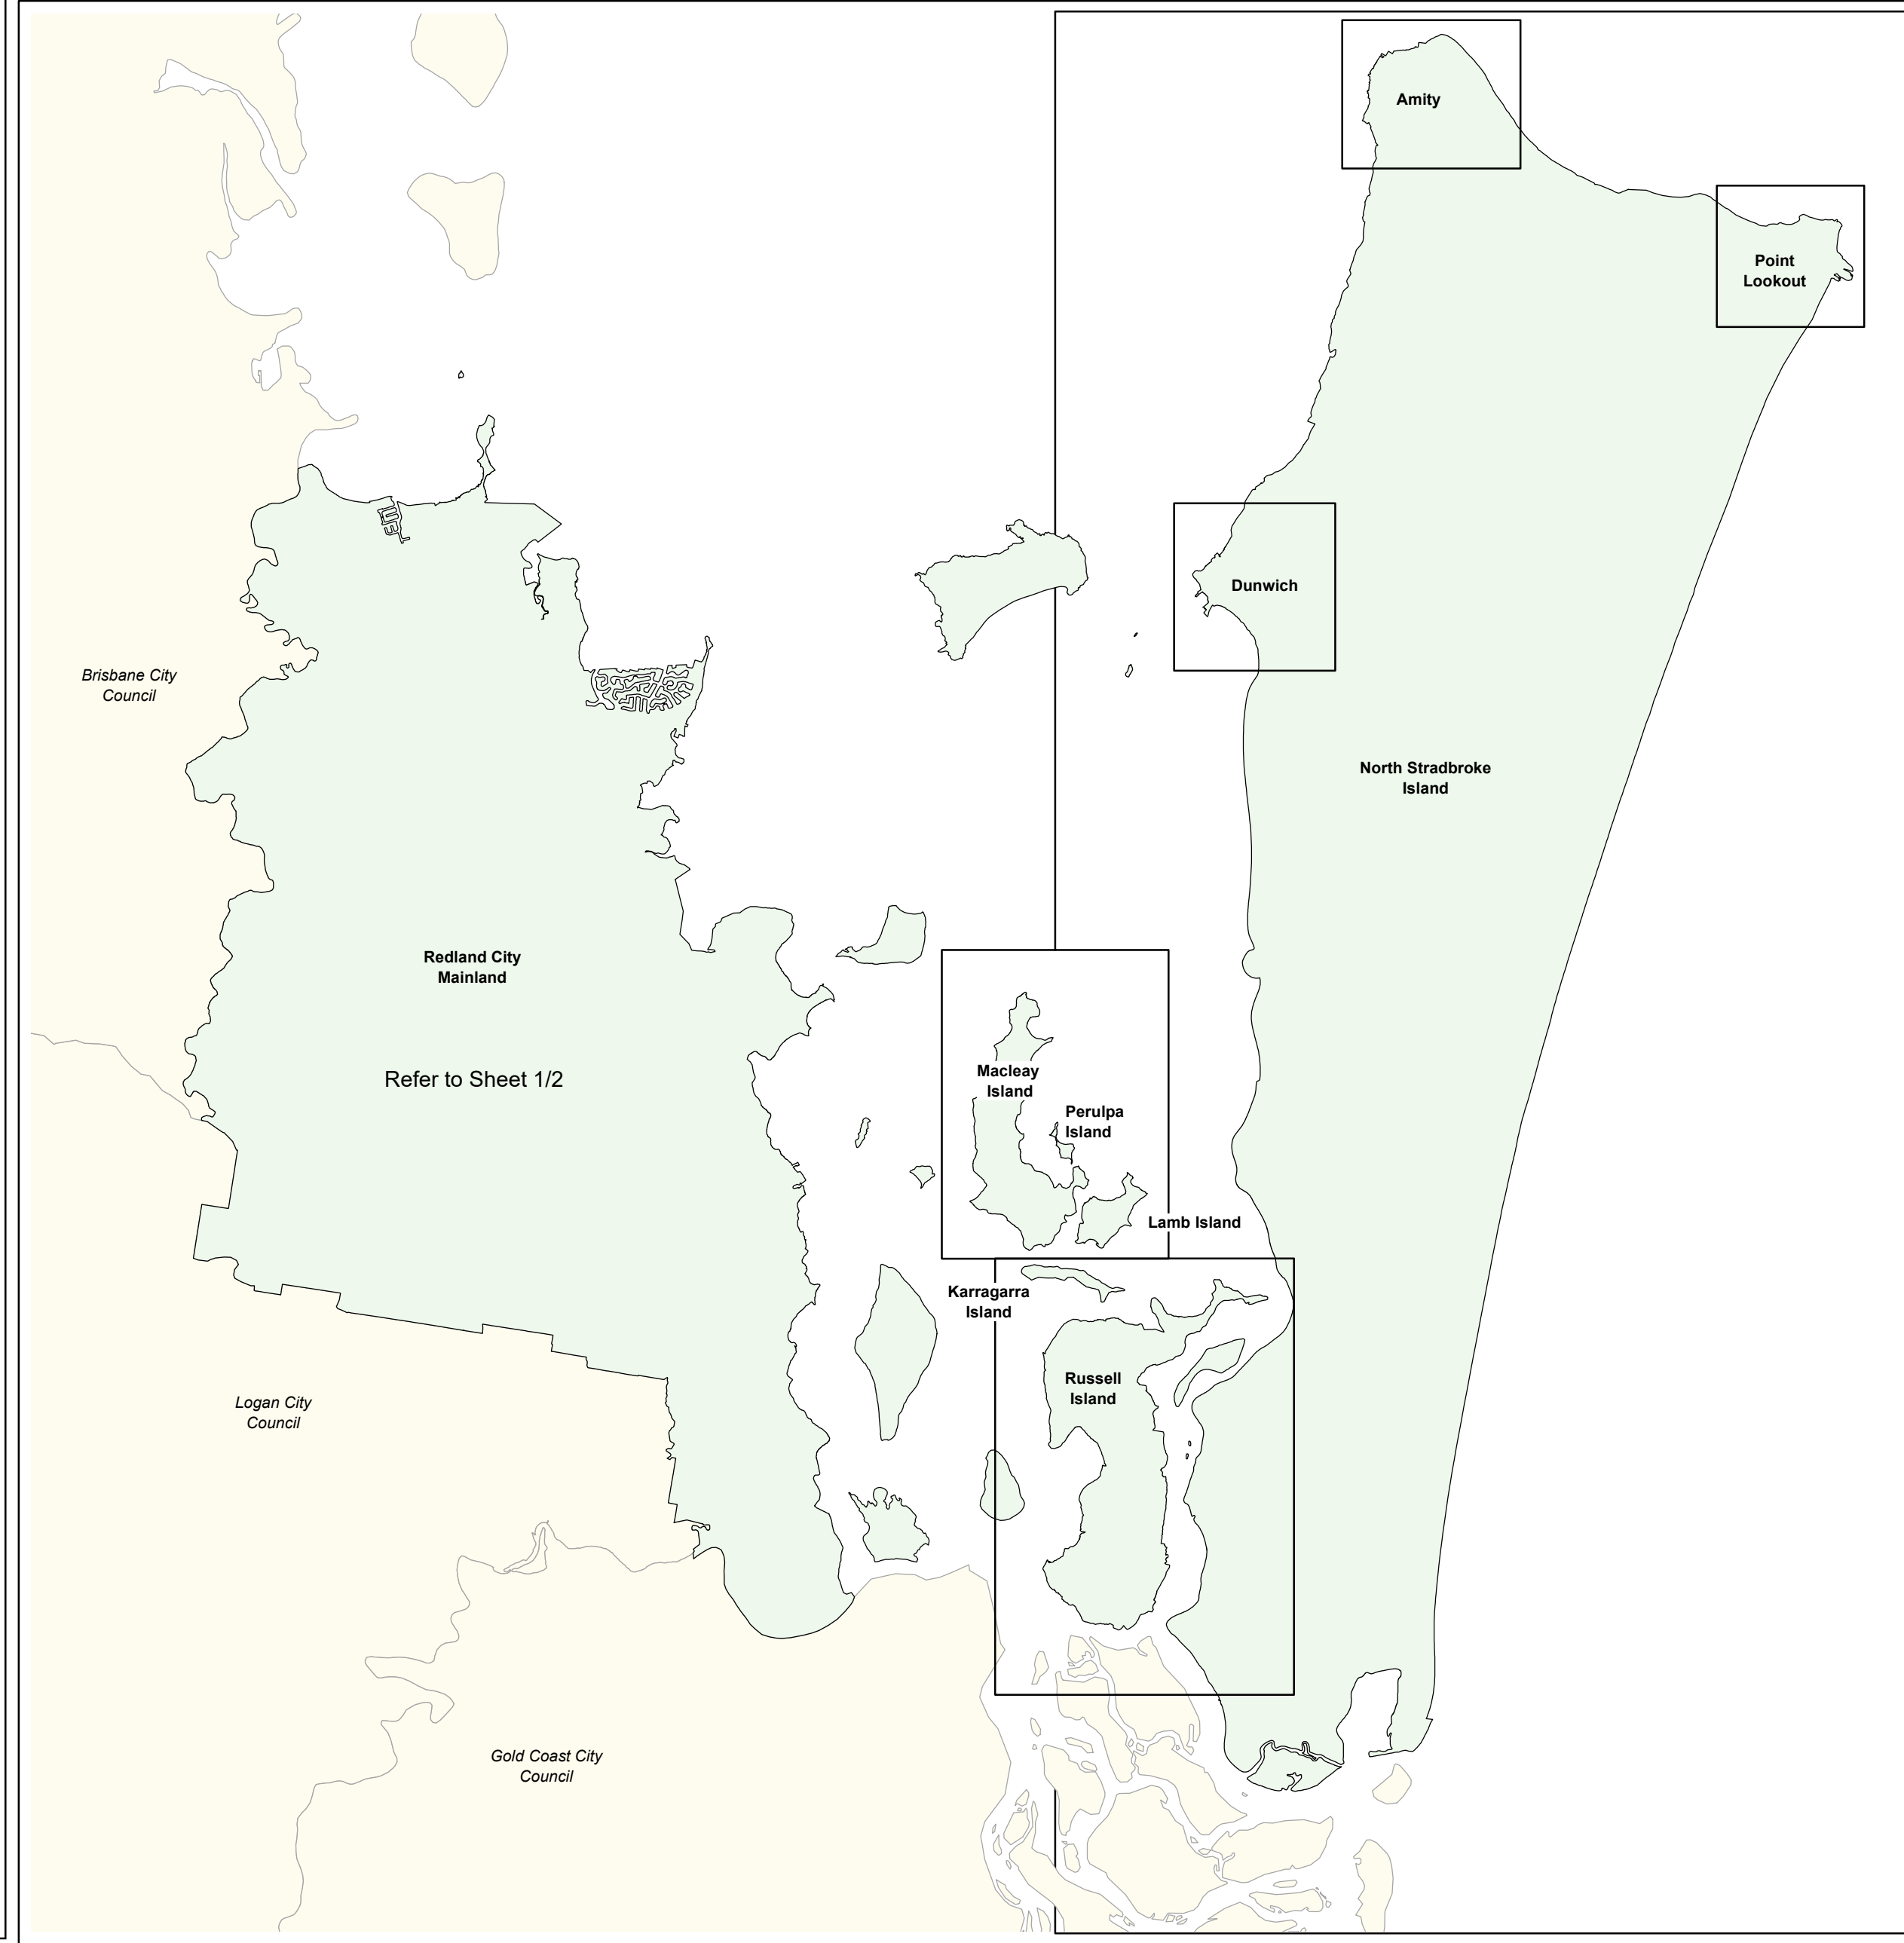 Amity
Point
Lookout
Dunwich
Brisbane City
Council
North Stradbroke
Island
Redland City
Mainland
Refer to Sheet 1/2
Macleay
Island
Perulpa
Island
Lamb Island
Karragarra
Island
Russell
Island
Logan City
Council
Gold Coast City
Council